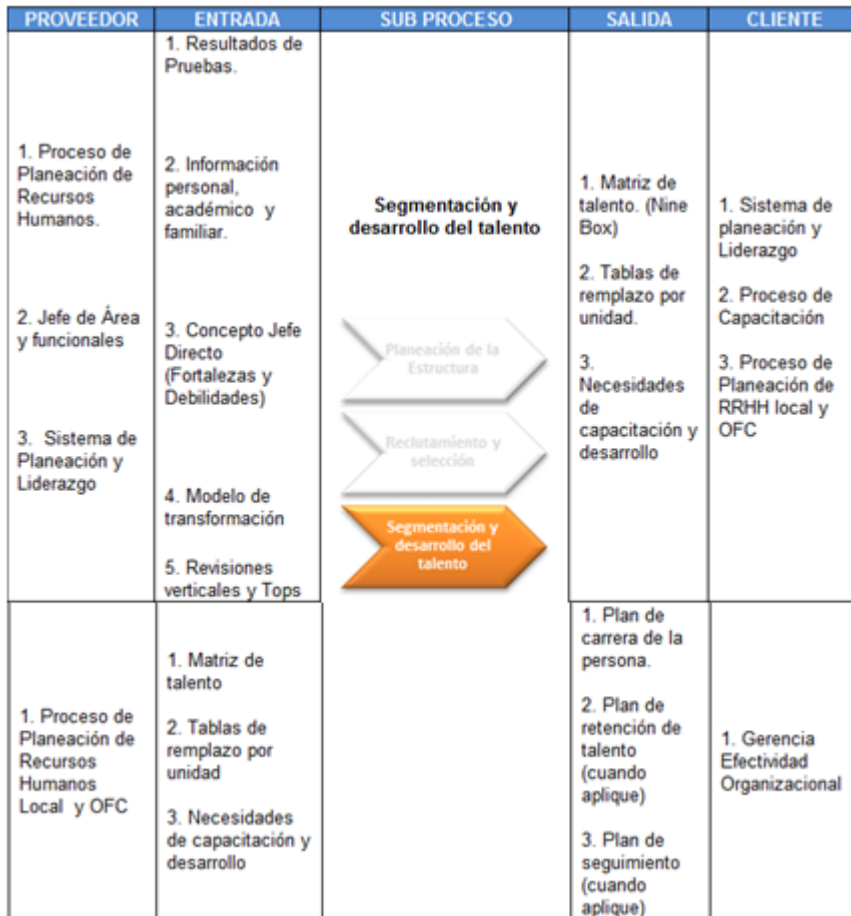 PROVEEDOR
ENTRADA
SUB PROCESO
SALIDA
CLIENTE
1. Proceso de
Planeación de
Recursos
Humanos.
2. Jefe de Área
y funcionales
3. Sistema de
Planeación y
Liderazgo
1. Resultados de
Pruebas.
2. Información
personal,
académico y
familiar.
3. Concepto Jefe
Directo
(Fortalezas y
Debilidades)
4. Modelo de
transformación
5. Revisiones
verticales y Tops
Segmentación y
desarrollo del talento
Planeación de la
Estructura
Reclutamiento y
selección
Segmentación y
desarrollo del
talento
1. Matriz de
talento. (Nine
Box)
2. Tablas de
remplazo por
unidad.
3.
Necesidades
de
capacitación y
desarrollo
1. Sistema de
planeación y
Liderazgo
2. Proceso de
Capacitación
3. Proceso de
Planeación de
RRHH local y
OFC
1. Proceso de
Planeación de
Recursos
Humanos
Local y OFC
1. Matriz de
talento
2. Tablas de
remplazo por
unidad
3. Necesidades
de capacitación y
desarrollo
1. Plan de
carrera de la
persona.
2. Plan de
retención de
talento
(cuando
aplique)
3. Plan de
seguimiento
(cuando
aplique)
1. Gerencia
Efectividad
Organizacional